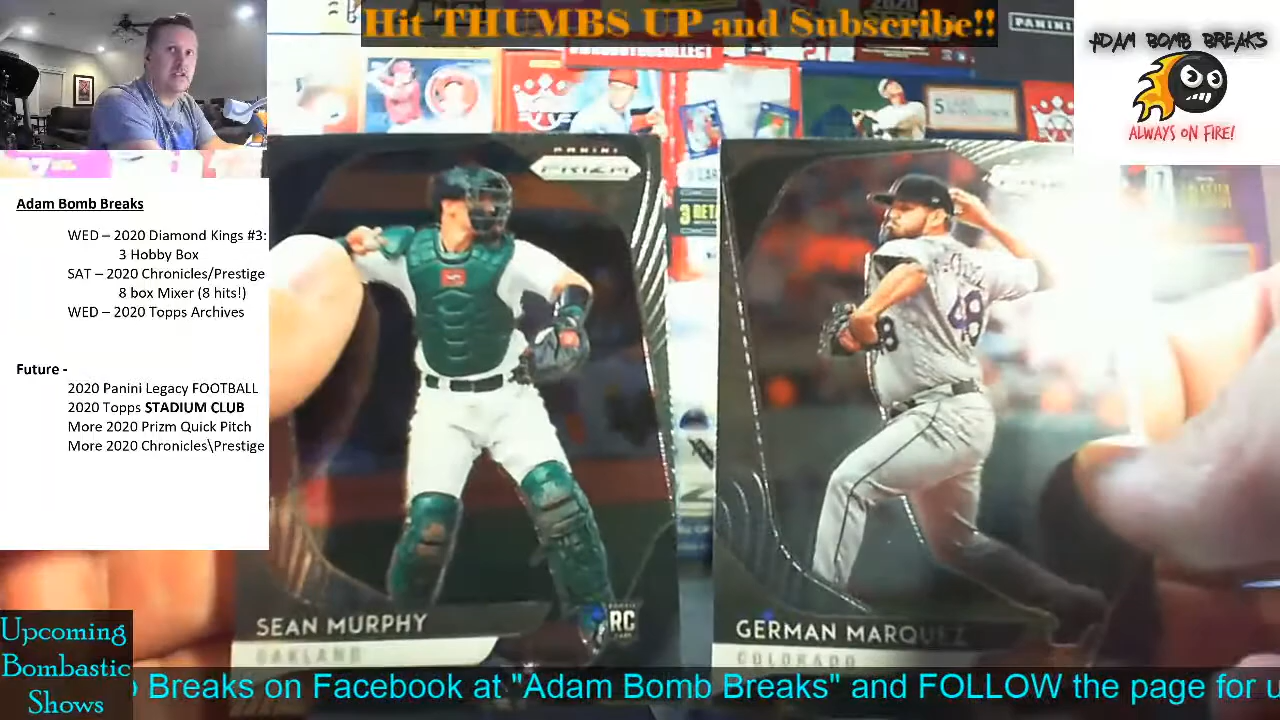 Hit THUMBS UP and Subscribe!!
PANINI
ADAM BOMB BREAKS
ALWAYS ON FIRE!
Adam Bomb Breaks
WED – 2020 Diamond Kings #3:
3 Hobby Box
SAT – 2020 Chronicles/Prestige
8 box Mixer (8 hits!)
WED – 2020 Topps Archives
Future -
2020 Panini Legacy FOOTBALL
2020 Topps STADIUM CLUB
More 2020 Prizm Quick Pitch
More 2020 Chronicles\Prestige
PANINI
PRIZM
48
SEAN MURPHY
OAKLAND
RC
GERMAN MARQUEZ
COLORADO
Upcoming
Bombastic
Shows
Breaks on Facebook at "Adam Bomb Breaks" and FOLLOW the page for u